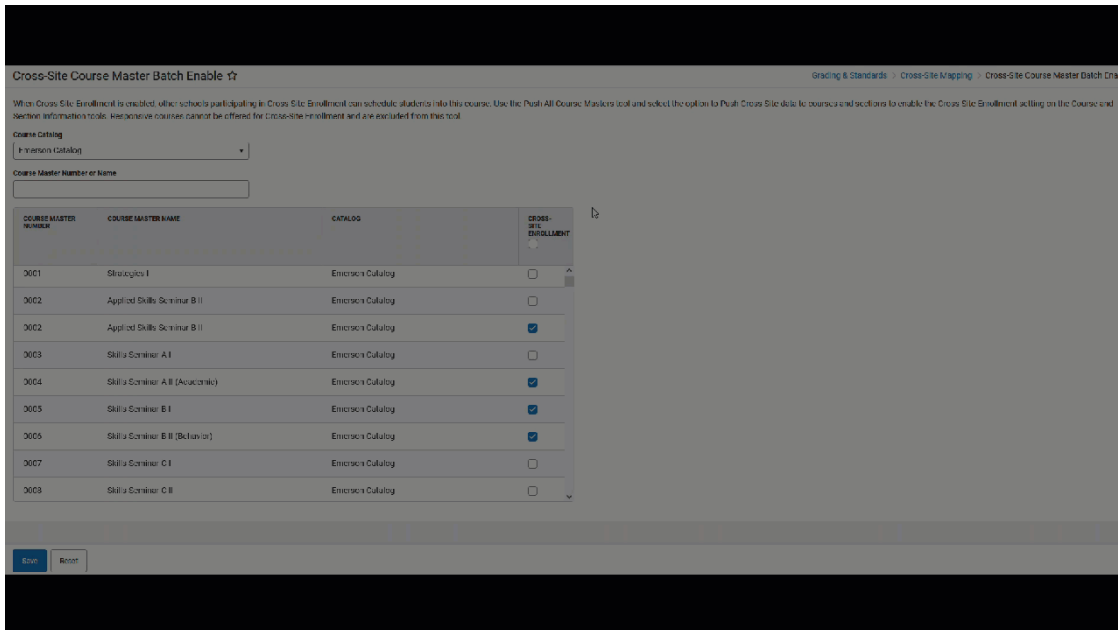 Cross-Site Course Master Batch Enable
Grading & Standards > Cross-Site Mapping > Cross-Site Course Master Batch Ena
When Cross Site Enrollment is enabled, other schools participating in Cross Site Enrollment can schedule students into this course. Use the Push All Course Masters tool and select the option to Push Cross Site data to courses and sections to enable the Cross Site Enrollment setting on the Course and
Section Information tools. Responsive courses cannot be offered for Cross-Site Enrollment and are excluded from this tool.
Course Catalog
Emerson Catalog
Course Master Number or Name
COURSE MASTER NUMBER COURSE MASTER NAME CATALOG CROSS-SITE ENROLLMENT
0001 Strategies I Emerson Catalog
0002 Applied Skills Seminar B II Emerson Catalog
0002 Applied Skills Seminar B II Emerson Catalog
0003 Skills Seminar A I Emerson Catalog
0004 Skills Seminar A II (Academic) Emerson Catalog
0005 Skills Seminar B I Emerson Catalog
0006 Skills Seminar B II (Behavior) Emerson Catalog
0007 Skills Seminar C I Emerson Catalog
0008 Skills Seminar C II Emerson Catalog
Save Reset